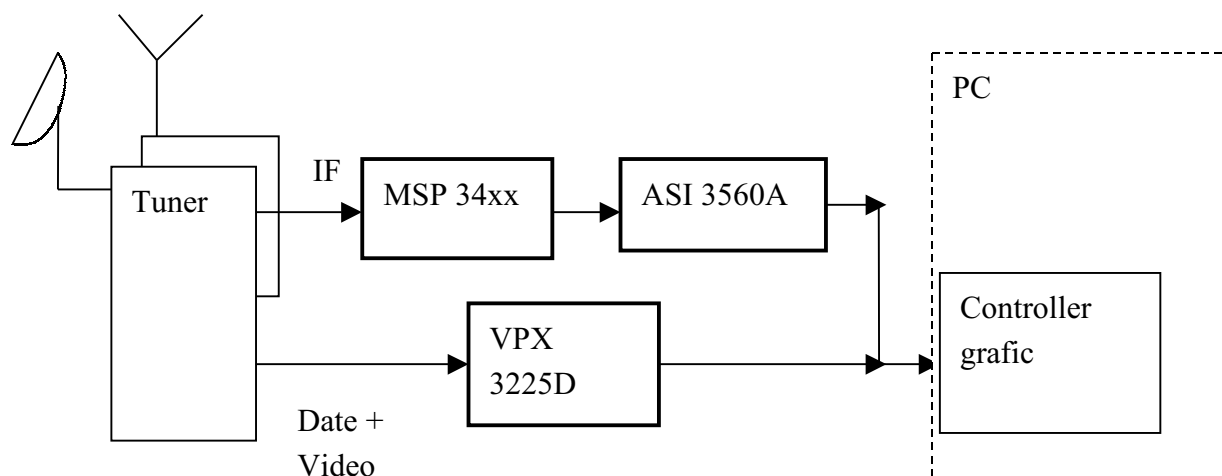 PC
Tuner
IF
MSP 34xx
ASI 3560A
VPX
3225D
Controller
grafic
Date +
Video